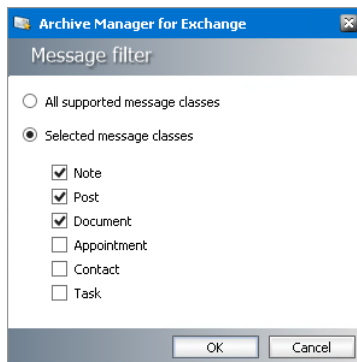 Archive Manager for Exchange
Message filter
All supported message classes
Selected message classes
Note
Post
Document
Appointment
Contact
Task
OK
Cancel